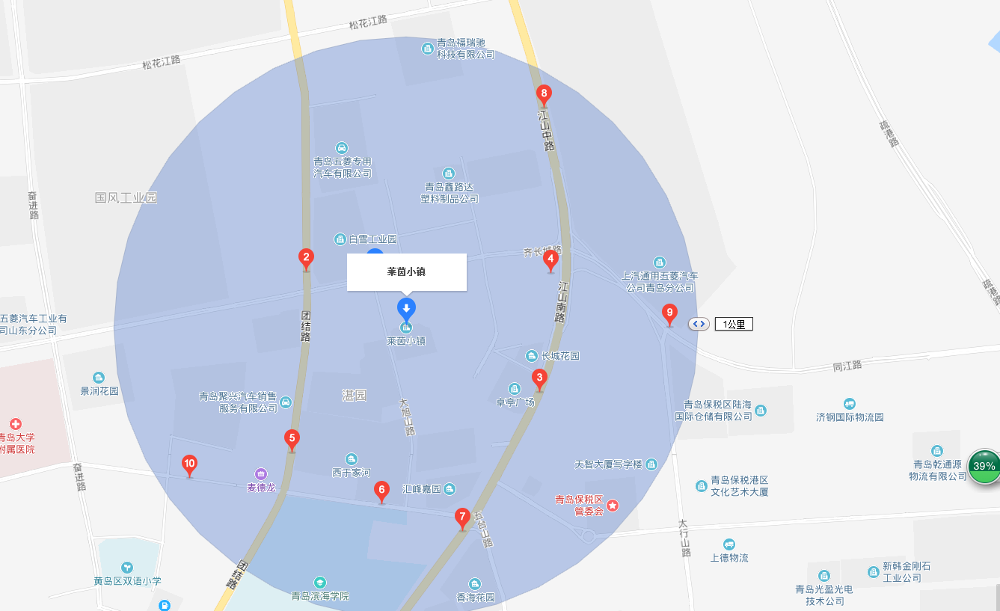 松花江路
青岛福瑞驰
科技有限公司
松花江路
8
江山中路
疏港路
青岛五菱专用
汽车有限公司
青岛鑫路达
塑料制品公司
国风工业园
奋进路
白雪工业园
2
齐长城路
4
莱茵小镇
上汽通用五菱汽车
公司青岛分公司
疏港路
江山南路
9
1公里
五菱汽车工业有
司山东分公司
团结路
莱茵小镇
长城花园
同江路
3
景润花园
青岛聚兴汽车销售
服务有限公司
湛园
卓亭广场
大旭山路
青岛保税区陆海
国际仓储有限公司
济钢国际物流园
青岛大学
附属医院
5
10
麦德龙
西于家河
天智大厦写字楼
青岛乾通源
物流有限公司
39%
奋进路
6
汇峰嘉园
青岛保税港区
文化艺术大厦
青岛保税区
管委会
7
五台山路
太行山路
上德物流
团结路
黄岛区双语小学
青岛滨海学院
香海花园
新韩金刚石
工业公司
青岛光盈光电
技术公司